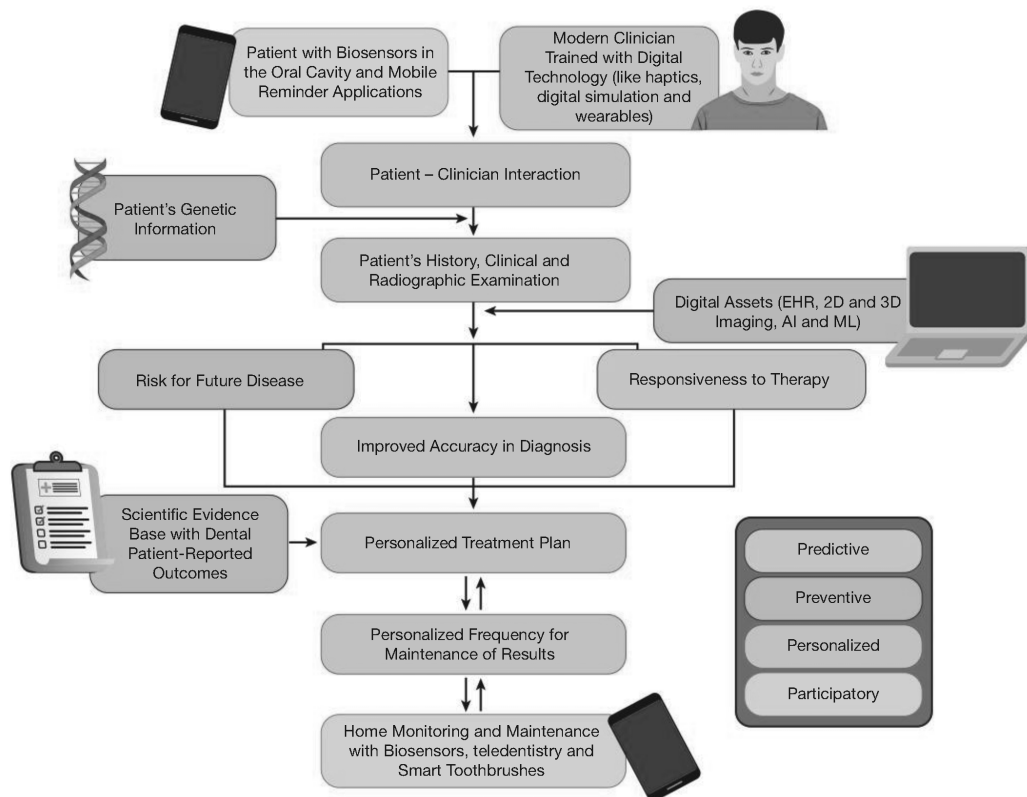 Patient with Biosensors in
the Oral Cavity and Mobile
Reminder Applications
Modern Clinician
Trained with Digital
Technology (like haptics,
digital simulation and
wearables)
Patient – Clinician Interaction
Patient's Genetic
Information
Patient's History, Clinical and
Radiographic Examination
Digital Assets (EHR, 2D and 3D
Imaging, AI and ML)
Risk for Future Disease
Responsiveness to Therapy
Improved Accuracy in Diagnosis
Scientific Evidence
Base with Dental
Patient-Reported
Outcomes
Personalized Treatment Plan
Personalized Frequency for
Maintenance of Results
Home Monitoring and Maintenance
with Biosensors, teledentistry and
Smart Toothbrushes
Predictive
Preventive
Personalized
Participatory